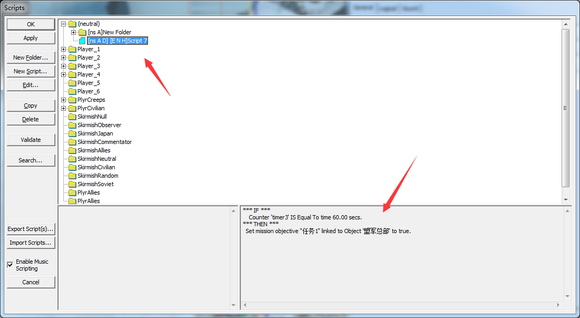 Scripts
OK
Apply
New Folder...
New Script...
Edit...
Copy
Delete
Validate
Search...
Export Script(s)...
Import Scripts...
Enable Music
Scripting
Cancel
(neutral)
[ns A]New Folder
[ns A D] [E N H]Script 7
Player_1
Player_2
Player_3
Player_4
Player_5
Player_6
PlyrCreeps
PlyrCivilian
SkirmishNull
SkirmishObserver
SkirmishJapan
SkirmishCommentator
SkirmishAllies
SkirmishNeutral
SkirmishCivilian
SkirmishRandom
SkirmishSoviet
PlyrAllies
PlyrAllies
*** IF ***
Counter 'timer3' IS Equal To time 60.00 secs.
*** THEN ***
Set mission objective "任务1" linked to Object '盟军总部' to true.